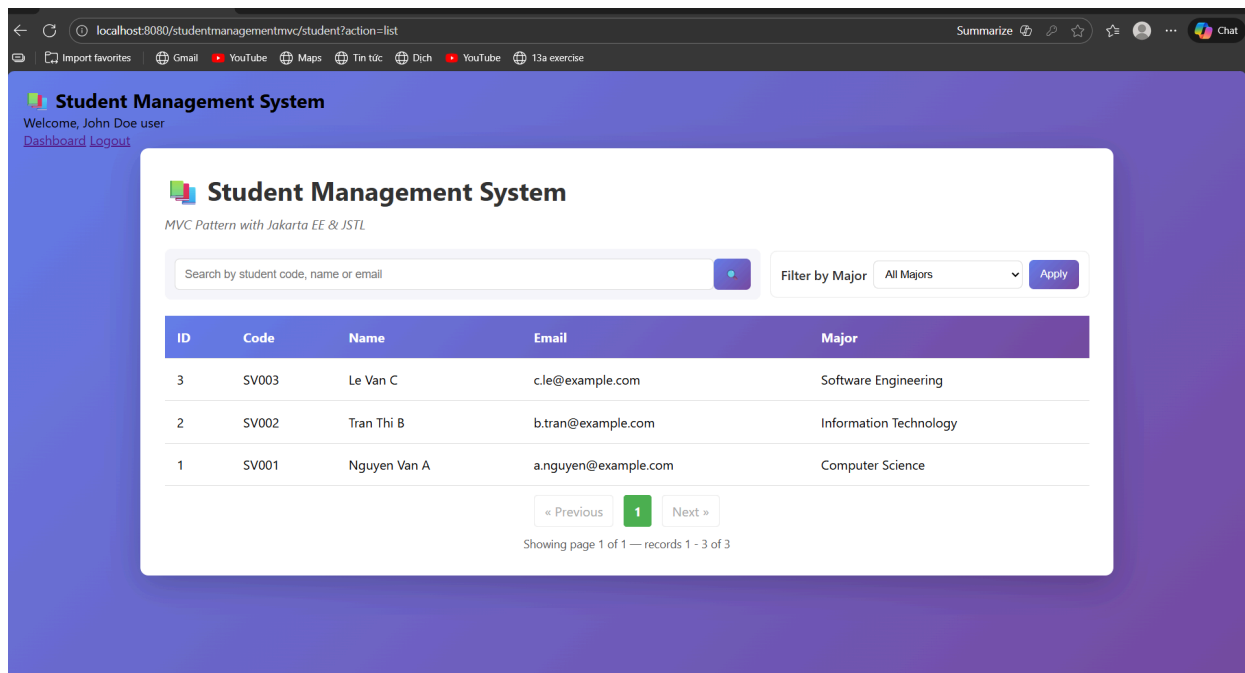 localhost:8080/studentmanagementmvc/student?action=list Summarize Chat
Import favorites Gmail YouTube Maps Tin tức Dịch YouTube 13a exercise
Student Management System
Welcome, John Doe user
Dashboard Logout
Student Management System
MVC Pattern with Jakarta EE & JSTL
Search by student code, name or email Filter by Major All Majors Apply
ID Code Name Email Major
3 SV003 Le Van C c.le@example.com Software Engineering
2 SV002 Tran Thi B b.tran@example.com Information Technology
1 SV001 Nguyen Van A a.nguyen@example.com Computer Science
« Previous 1 Next »
Showing page 1 of 1 — records 1 - 3 of 3